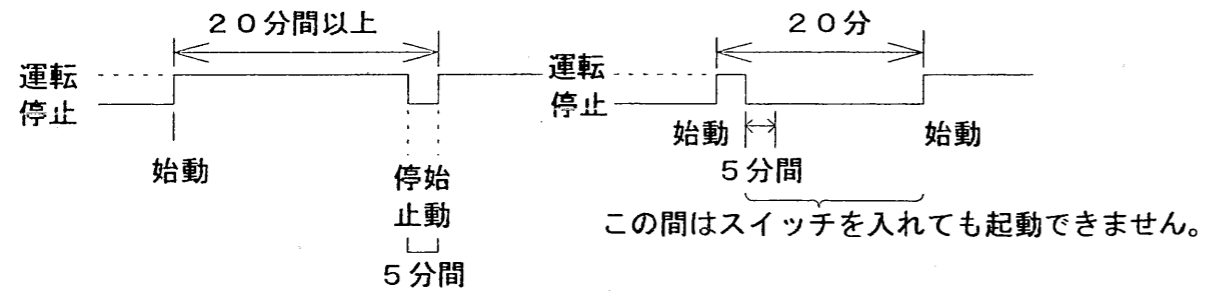 20分間以上
運転
停止
始動
停始
止動
5分間
20分
運転
停止
始動
始動
5分間
この間はスイッチを入れても起動できません。